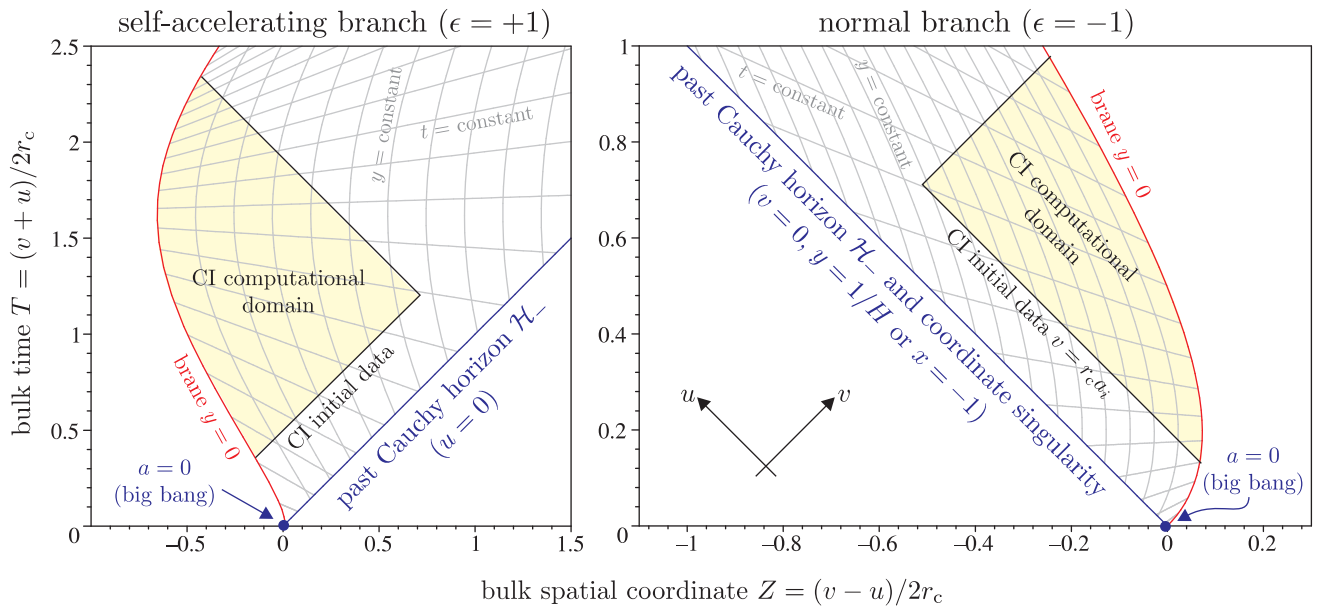 self-accelerating branch (ϵ = +1)
normal branch (ϵ = −1)
bulk time T = (v + u)/2r_c
2.5
2
1.5
1
0.5
0
y = constant
t = constant
CI computational
domain
brane y = 0
CI initial data
past Cauchy horizon ℋ₋
(u = 0)
a = 0
(big bang)
0
−0.5
0
0.5
1
1.5
1
0.8
0.6
0.4
0.2
0
t = constant
y = constant
brane y = 0
CI computational
domain
CI initial data v = r_c a_i
past Cauchy horizon ℋ₋ and coordinate singularity
(v = 0, y = 1/H or x = −1)
u
v
a = 0
(big bang)
−1
−0.8
−0.6
−0.4
−0.2
0
0.2
bulk spatial coordinate Z = (v − u)/2r_c